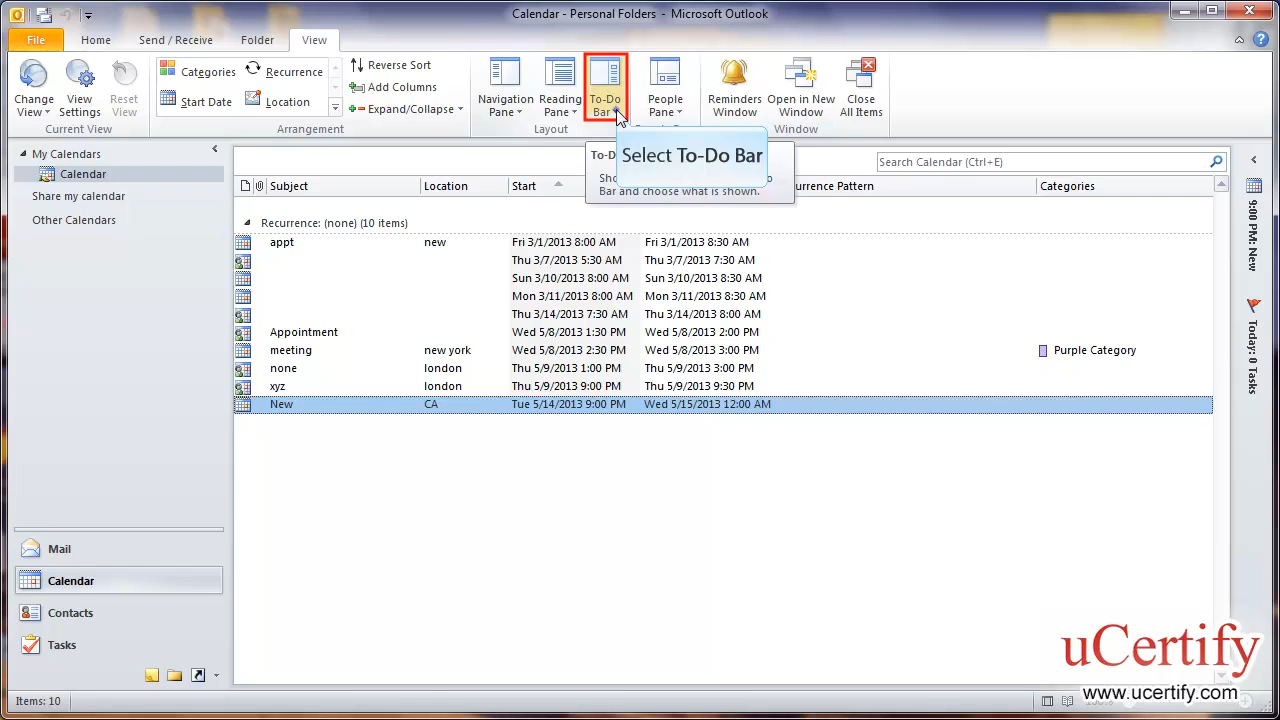 Calendar - Personal Folders - Microsoft Outlook
File Home Send / Receive Folder View
Change View
View Settings
Reset View
Current View
Categories Recurrence
Start Date Location
Reverse Sort
Add Columns
Expand/Collapse
Arrangement
Navigation Pane
Reading Pane
To-Do Bar
Layout
People Pane
Reminders Window
Open in New Window
Close All Items
Window
Select To-Do Bar
To-D
Bar and choose what is shown.
My Calendars
Calendar
Share my calendar
Other Calendars
Search Calendar (Ctrl+E)
Subject Location Start urrence Pattern Categories
Recurrence: (none) (10 items)
appt new Fri 3/1/2013 8:00 AM Fri 3/1/2013 8:30 AM
Thu 3/7/2013 5:30 AM Thu 3/7/2013 7:30 AM
Sun 3/10/2013 8:00 AM Sun 3/10/2013 8:30 AM
Mon 3/11/2013 8:00 AM Mon 3/11/2013 8:30 AM
Thu 3/14/2013 7:30 AM Thu 3/14/2013 8:00 AM
Appointment Wed 5/8/2013 1:30 PM Wed 5/8/2013 2:00 PM
meeting new york Wed 5/8/2013 2:30 PM Wed 5/8/2013 3:00 PM Purple Category
none london Thu 5/9/2013 1:00 PM Thu 5/9/2013 3:00 PM
xyz london Thu 5/9/2013 9:00 PM Thu 5/9/2013 9:30 PM
New CA Tue 5/14/2013 9:00 PM Wed 5/15/2013 12:00 AM
9:00 PM: New
Today: 0 Tasks
Mail
Calendar
Contacts
Tasks
uCertify
www.ucertify.com
Items: 10